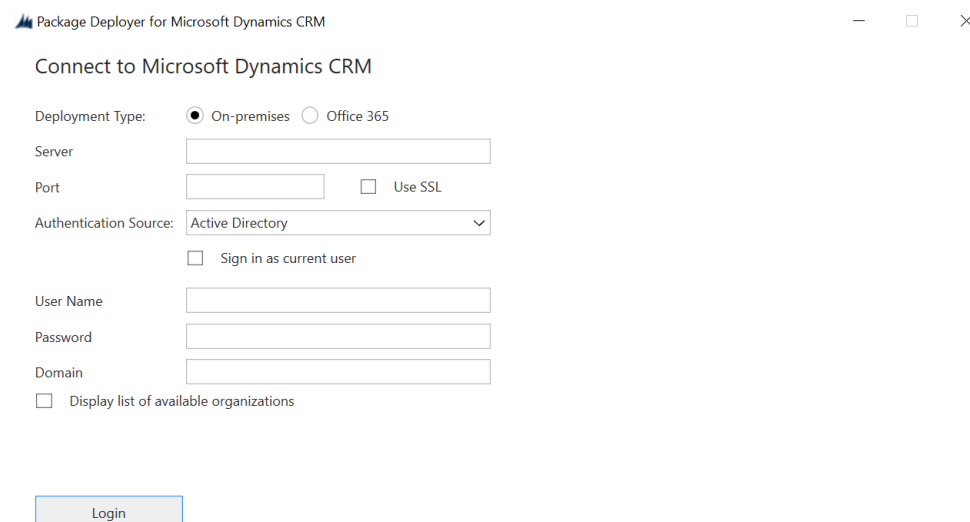 Package Deployer for Microsoft Dynamics CRM
Connect to Microsoft Dynamics CRM
Deployment Type: On-premises Office 365
Server
Port Use SSL
Authentication Source: Active Directory
Sign in as current user
User Name
Password
Domain
Display list of available organizations
Login